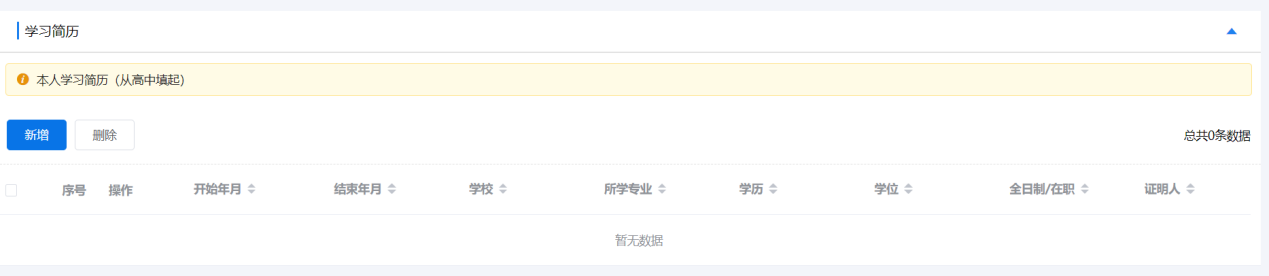 学习简历
本人学习简历（从高中填起）
新增 删除 总共0条数据
序号 操作 开始年月 结束年月 学校 所学专业 学历 学位 全日制/在职 证明人
暂无数据